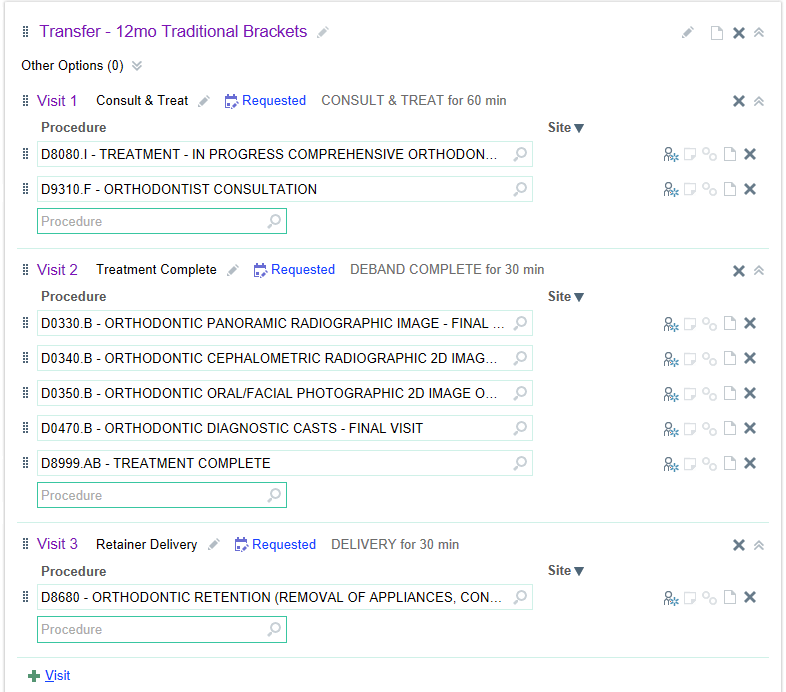 Transfer - 12mo Traditional Brackets
Other Options (0)
Visit 1 Consult & Treat Requested CONSULT & TREAT for 60 min
Procedure Site
D8080.I - TREATMENT - IN PROGRESS COMPREHENSIVE ORTHODON...
D9310.F - ORTHODONTIST CONSULTATION
Procedure
Visit 2 Treatment Complete Requested DEBAND COMPLETE for 30 min
Procedure Site
D0330.B - ORTHODONTIC PANORAMIC RADIOGRAPHIC IMAGE - FINAL ...
D0340.B - ORTHODONTIC CEPHALOMETRIC RADIOGRAPHIC 2D IMAG...
D0350.B - ORTHODONTIC ORAL/FACIAL PHOTOGRAPHIC 2D IMAGE O...
D0470.B - ORTHODONTIC DIAGNOSTIC CASTS - FINAL VISIT
D8999.AB - TREATMENT COMPLETE
Procedure
Visit 3 Retainer Delivery Requested DELIVERY for 30 min
Procedure Site
D8680 - ORTHODONTIC RETENTION (REMOVAL OF APPLIANCES, CON...
Procedure
Visit